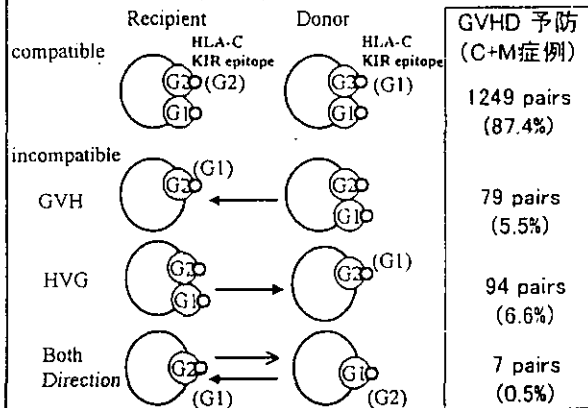 Recipient Donor
GVHD 予防
(C+M症例)
HLA-C
KIR epitope
HLA-C
KIR epitope
compatible
G2 (G2) G2 (G1)
G1 G1
1249 pairs
(87.4%)
incompatible
(G1)
GVH G2 G2
G1
79 pairs
(5.5%)
HVG G2 G2 (G1)
G1
94 pairs
(6.6%)
Both
Direction
G2 G1
(G1) (G2)
7 pairs
(0.5%)